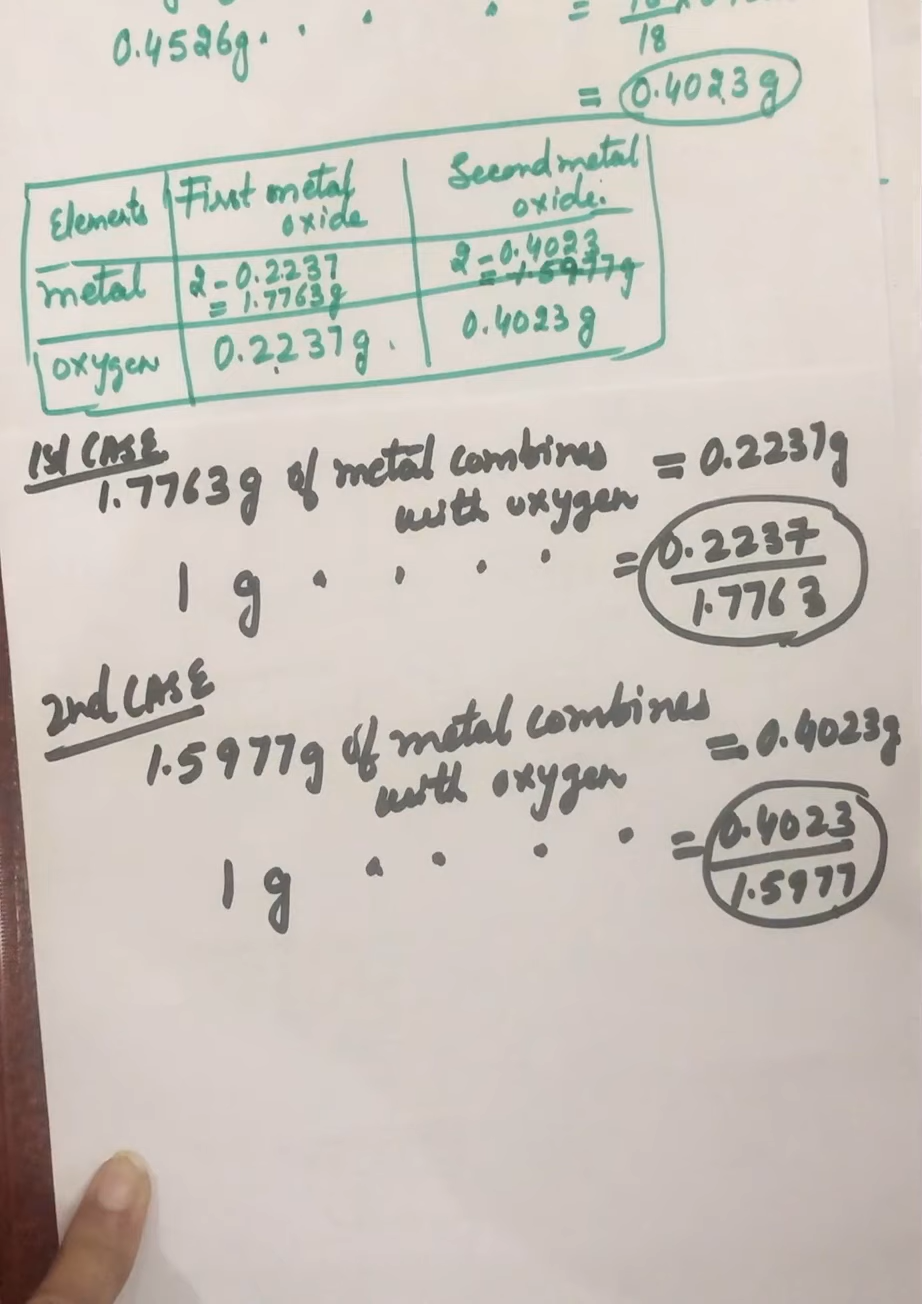 0.4526g. . . . =
18
= 0.4023 g
Elements First metal oxide Second metal oxide.
metal 2 - 0.2237 = 1.7763g 2 - 0.4023 = 1.5977g
oxygen 0.2237g. 0.4023 g
1st CASE
1.7763g of metal combines with oxygen = 0.2237g
1 g . . . . = 0.2237
1.7763
2nd CASE
1.5977g of metal combines with oxygen = 0.4023g
1 g . . . . = 0.4023
1.5977